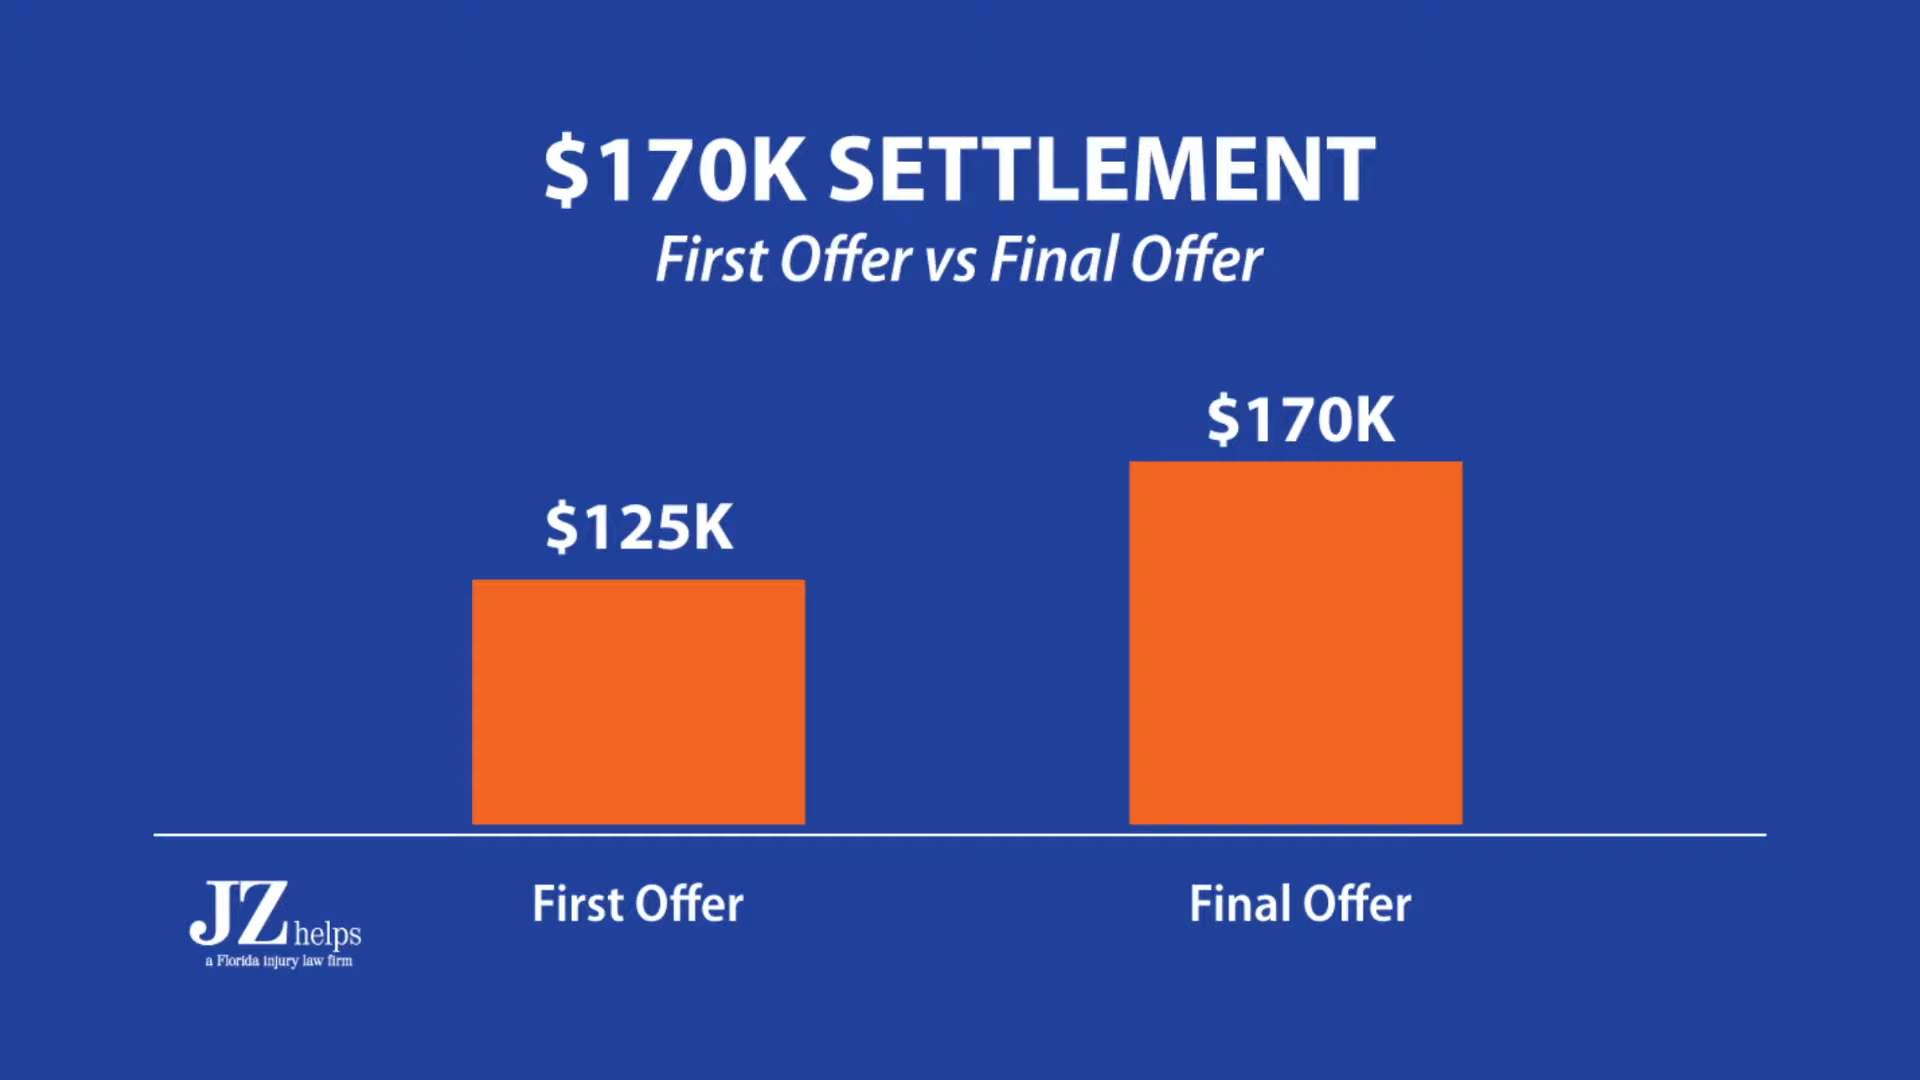 $170K SETTLEMENT
First Offer vs Final Offer
$125K
$170K
First Offer
Final Offer
JZ helps
a Florida injury law firm